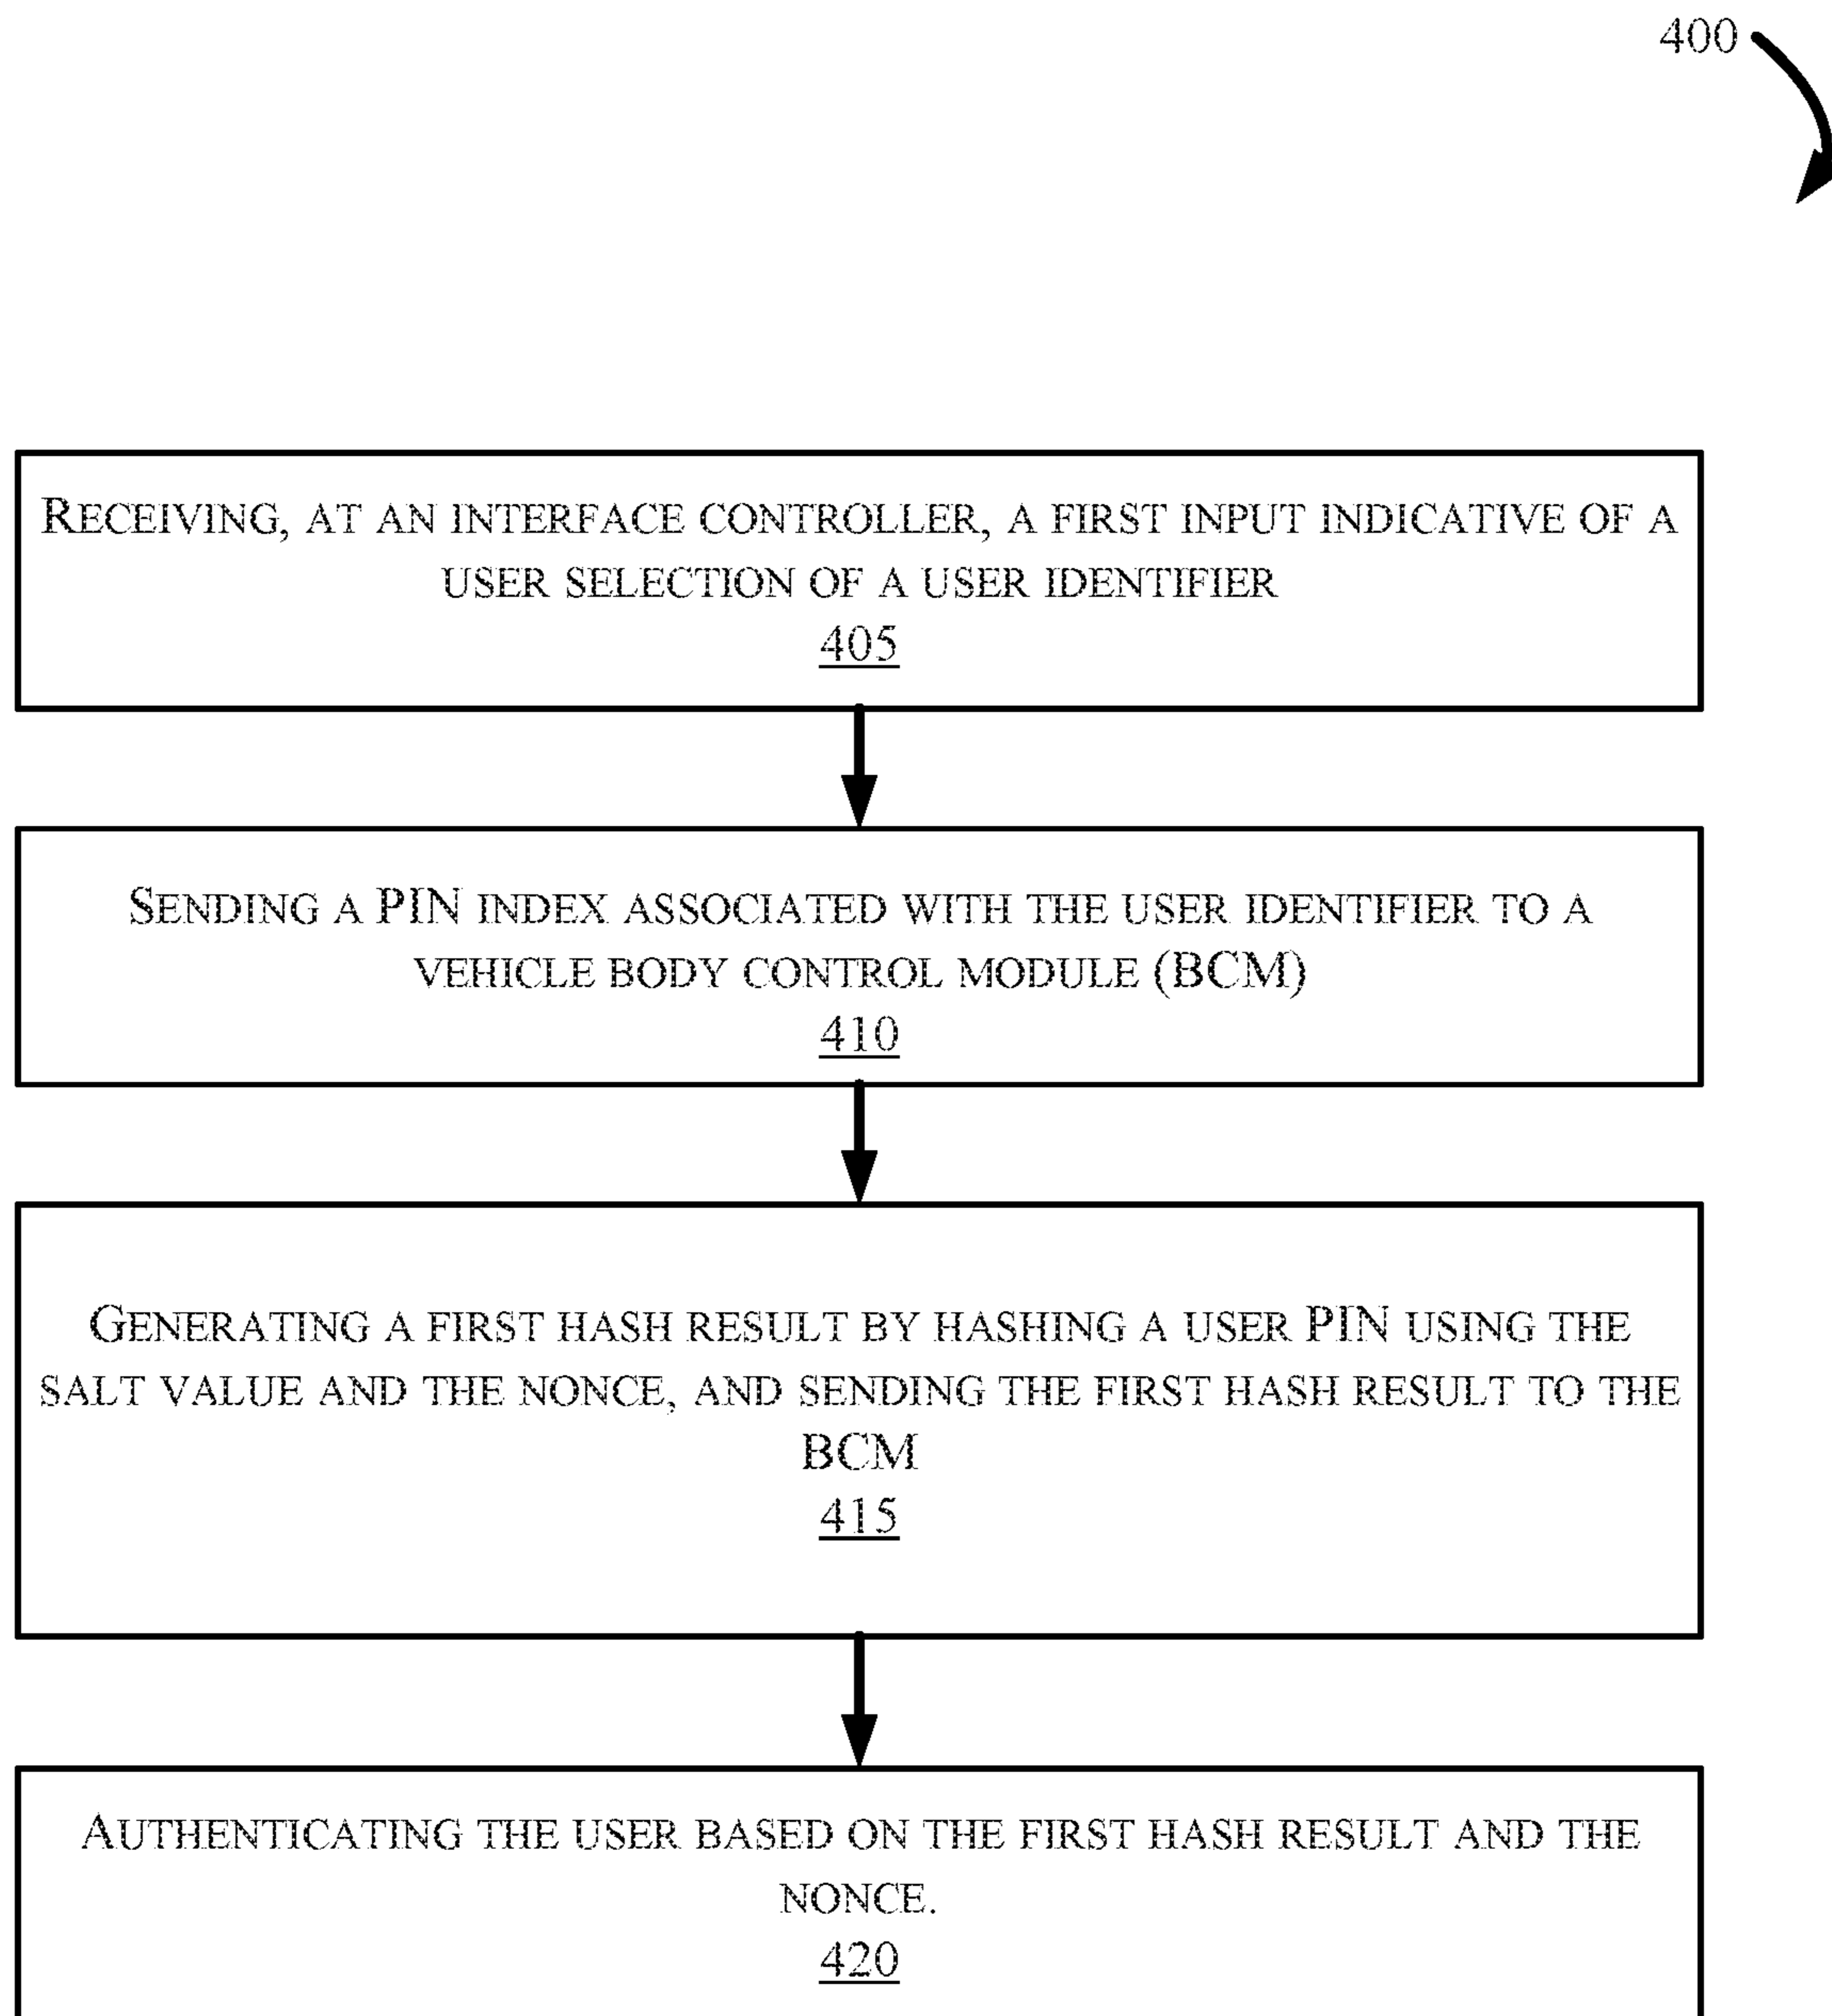 400
RECEIVING, AT AN INTERFACE CONTROLLER, A FIRST INPUT INDICATIVE OF A
USER SELECTION OF A USER IDENTIFIER
405
SENDING A PIN INDEX ASSOCIATED WITH THE USER IDENTIFIER TO A
VEHICLE BODY CONTROL MODULE (BCM)
410
GENERATING A FIRST HASH RESULT BY HASHING A USER PIN USING THE
SALT VALUE AND THE NONCE, AND SENDING THE FIRST HASH RESULT TO THE
BCM
415
AUTHENTICATING THE USER BASED ON THE FIRST HASH RESULT AND THE
NONCE.
420